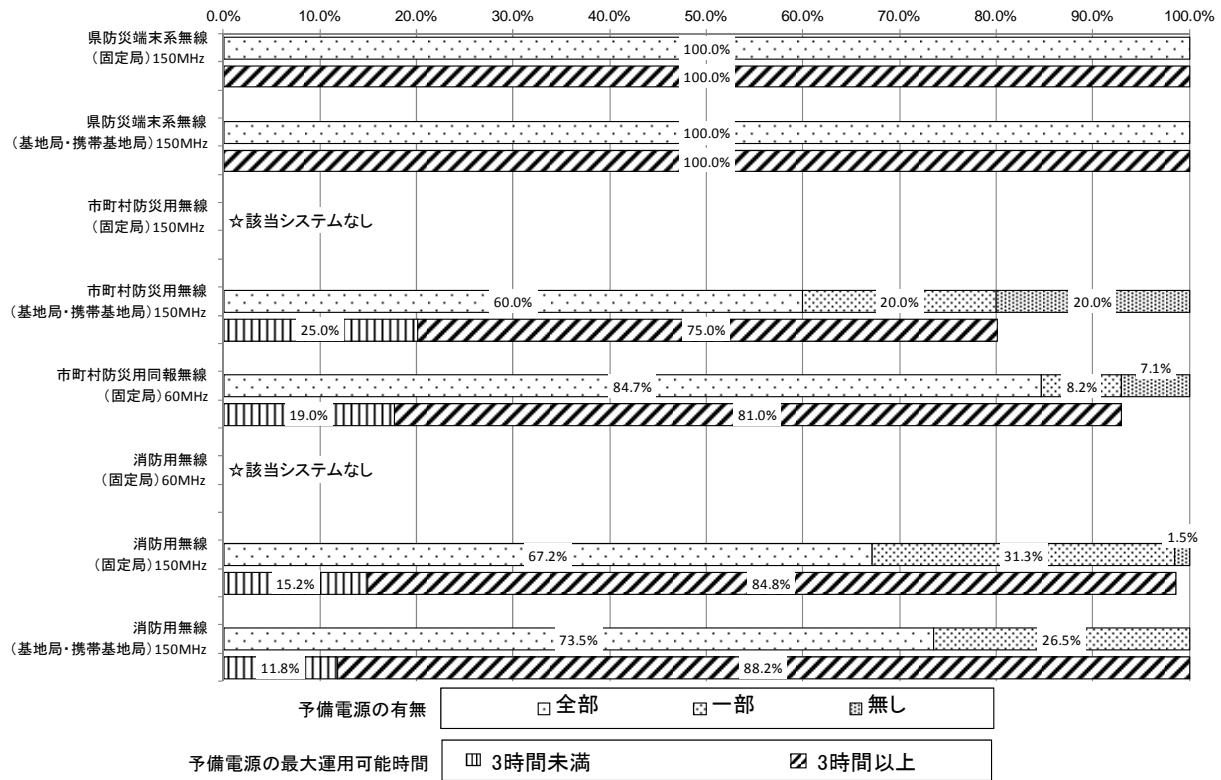 0.0% 10.0% 20.0% 30.0% 40.0% 50.0% 60.0% 70.0% 80.0% 90.0% 100.0%
県防災端末系無線
（固定局）150MHz
100.0%
100.0%
県防災端末系無線
（基地局・携帯基地局）150MHz
100.0%
100.0%
市町村防災用無線
（固定局）150MHz
☆該当システムなし
市町村防災用無線
（基地局・携帯基地局）150MHz
60.0% 20.0% 20.0%
25.0% 75.0%
市町村防災用同報無線
（固定局）60MHz
84.7% 8.2% 7.1%
19.0% 81.0%
消防用無線
（固定局）60MHz
☆該当システムなし
消防用無線
（固定局）150MHz
67.2% 31.3% 1.5%
15.2% 84.8%
消防用無線
（基地局・携帯基地局）150MHz
73.5% 26.5%
11.8% 88.2%
予備電源の有無 全部 一部 無し
予備電源の最大運用可能時間 3時間未満 3時間以上